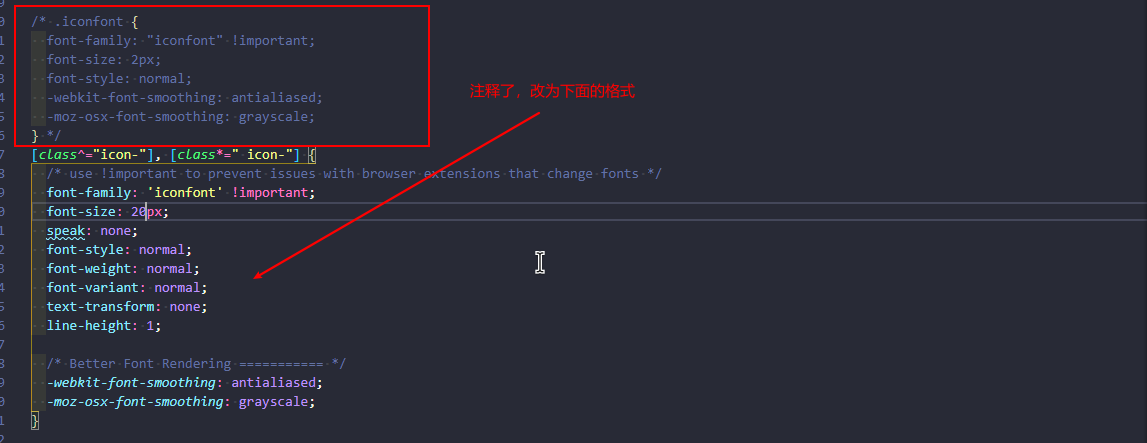 /* .iconfont {
font-family: "iconfont" !important;
font-size: 2px;
font-style: normal;
-webkit-font-smoothing: antialiased;
-moz-osx-font-smoothing: grayscale;
} */
注释了，改为下面的格式
[class^="icon-"], [class*=" icon-"] {
/* use !important to prevent issues with browser extensions that change fonts */
font-family: 'iconfont' !important;
font-size: 20px;
speak: none;
font-style: normal;
font-weight: normal;
font-variant: normal;
text-transform: none;
line-height: 1;
/* Better Font Rendering =========== */
-webkit-font-smoothing: antialiased;
-moz-osx-font-smoothing: grayscale;
}